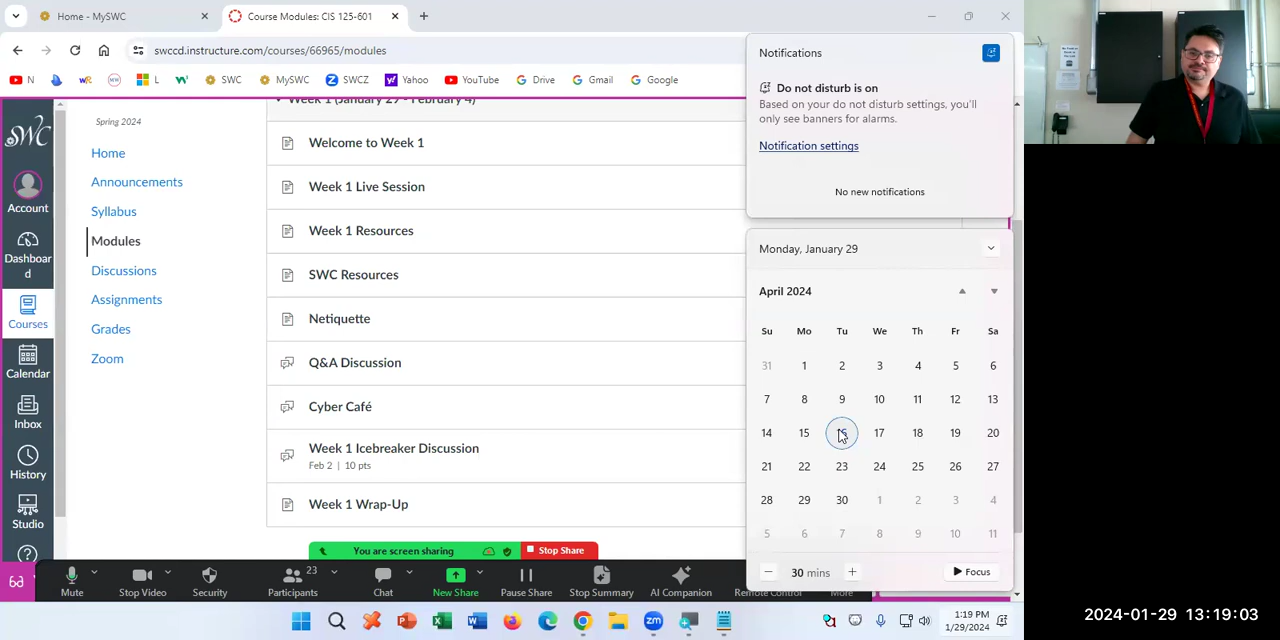 Home - MySWC
Course Modules: CIS 125-601
swccd.instructure.com/courses/66965/modules
N
L
SWC
MySWC
SWCZ
Yahoo
YouTube
Drive
Gmail
Google
SWC
Account
Dashboar
d
Courses
Calendar
Inbox
History
Studio
Spring 2024
Home
Announcements
Syllabus
Modules
Discussions
Assignments
Grades
Zoom
Week 1 (January 29 - February 4)
Welcome to Week 1
Week 1 Live Session
Week 1 Resources
SWC Resources
Netiquette
Q&A Discussion
Cyber Café
Week 1 Icebreaker Discussion
Feb 2 | 10 pts
Week 1 Wrap-Up
Notifications
Do not disturb is on
Based on your do not disturb settings, you'll
only see banners for alarms.
Notification settings
No new notifications
Monday, January 29
April 2024
Su Mo Tu We Th Fr Sa
31 1 2 3 4 5 6
7 8 9 10 11 12 13
14 15 16 17 18 19 20
21 22 23 24 25 26 27
28 29 30 1 2 3 4
5 6 7 8 9 10 11
30 mins
Focus
You are screen sharing
Stop Share
Mute
Stop Video
Security
Participants
23
Chat
New Share
Pause Share
Stop Summary
AI Companion
Remote Control
More
1:19 PM
1/29/2024
2024-01-29 13:19:03